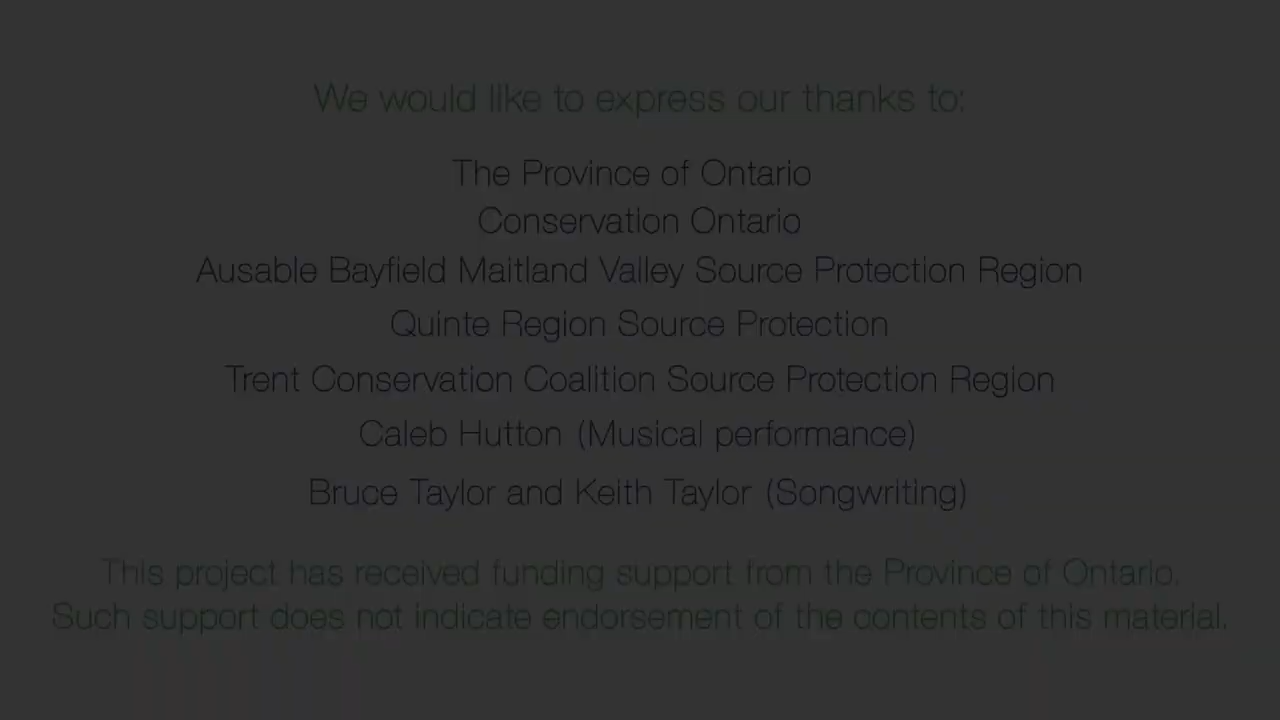 We would like to express our thanks to:
The Province of Ontario
Conservation Ontario
Ausable Bayfield Maitland Valley Source Protection Region
Quinte Region Source Protection
Trent Conservation Coalition Source Protection Region
Caleb Hutton (Musical performance)
Bruce Taylor and Keith Taylor (Songwriting)
This project has received funding support from the Province of Ontario.
Such support does not indicate endorsement of the contents of this material.